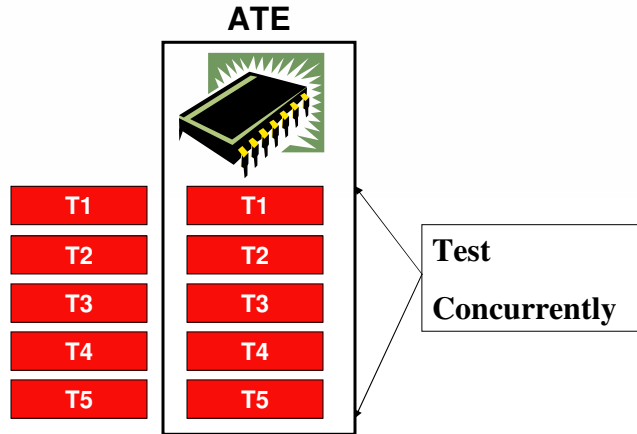 ATE
T1 T1
T2 T2
T3 T3
T4 T4
T5 T5
Test
Concurrently